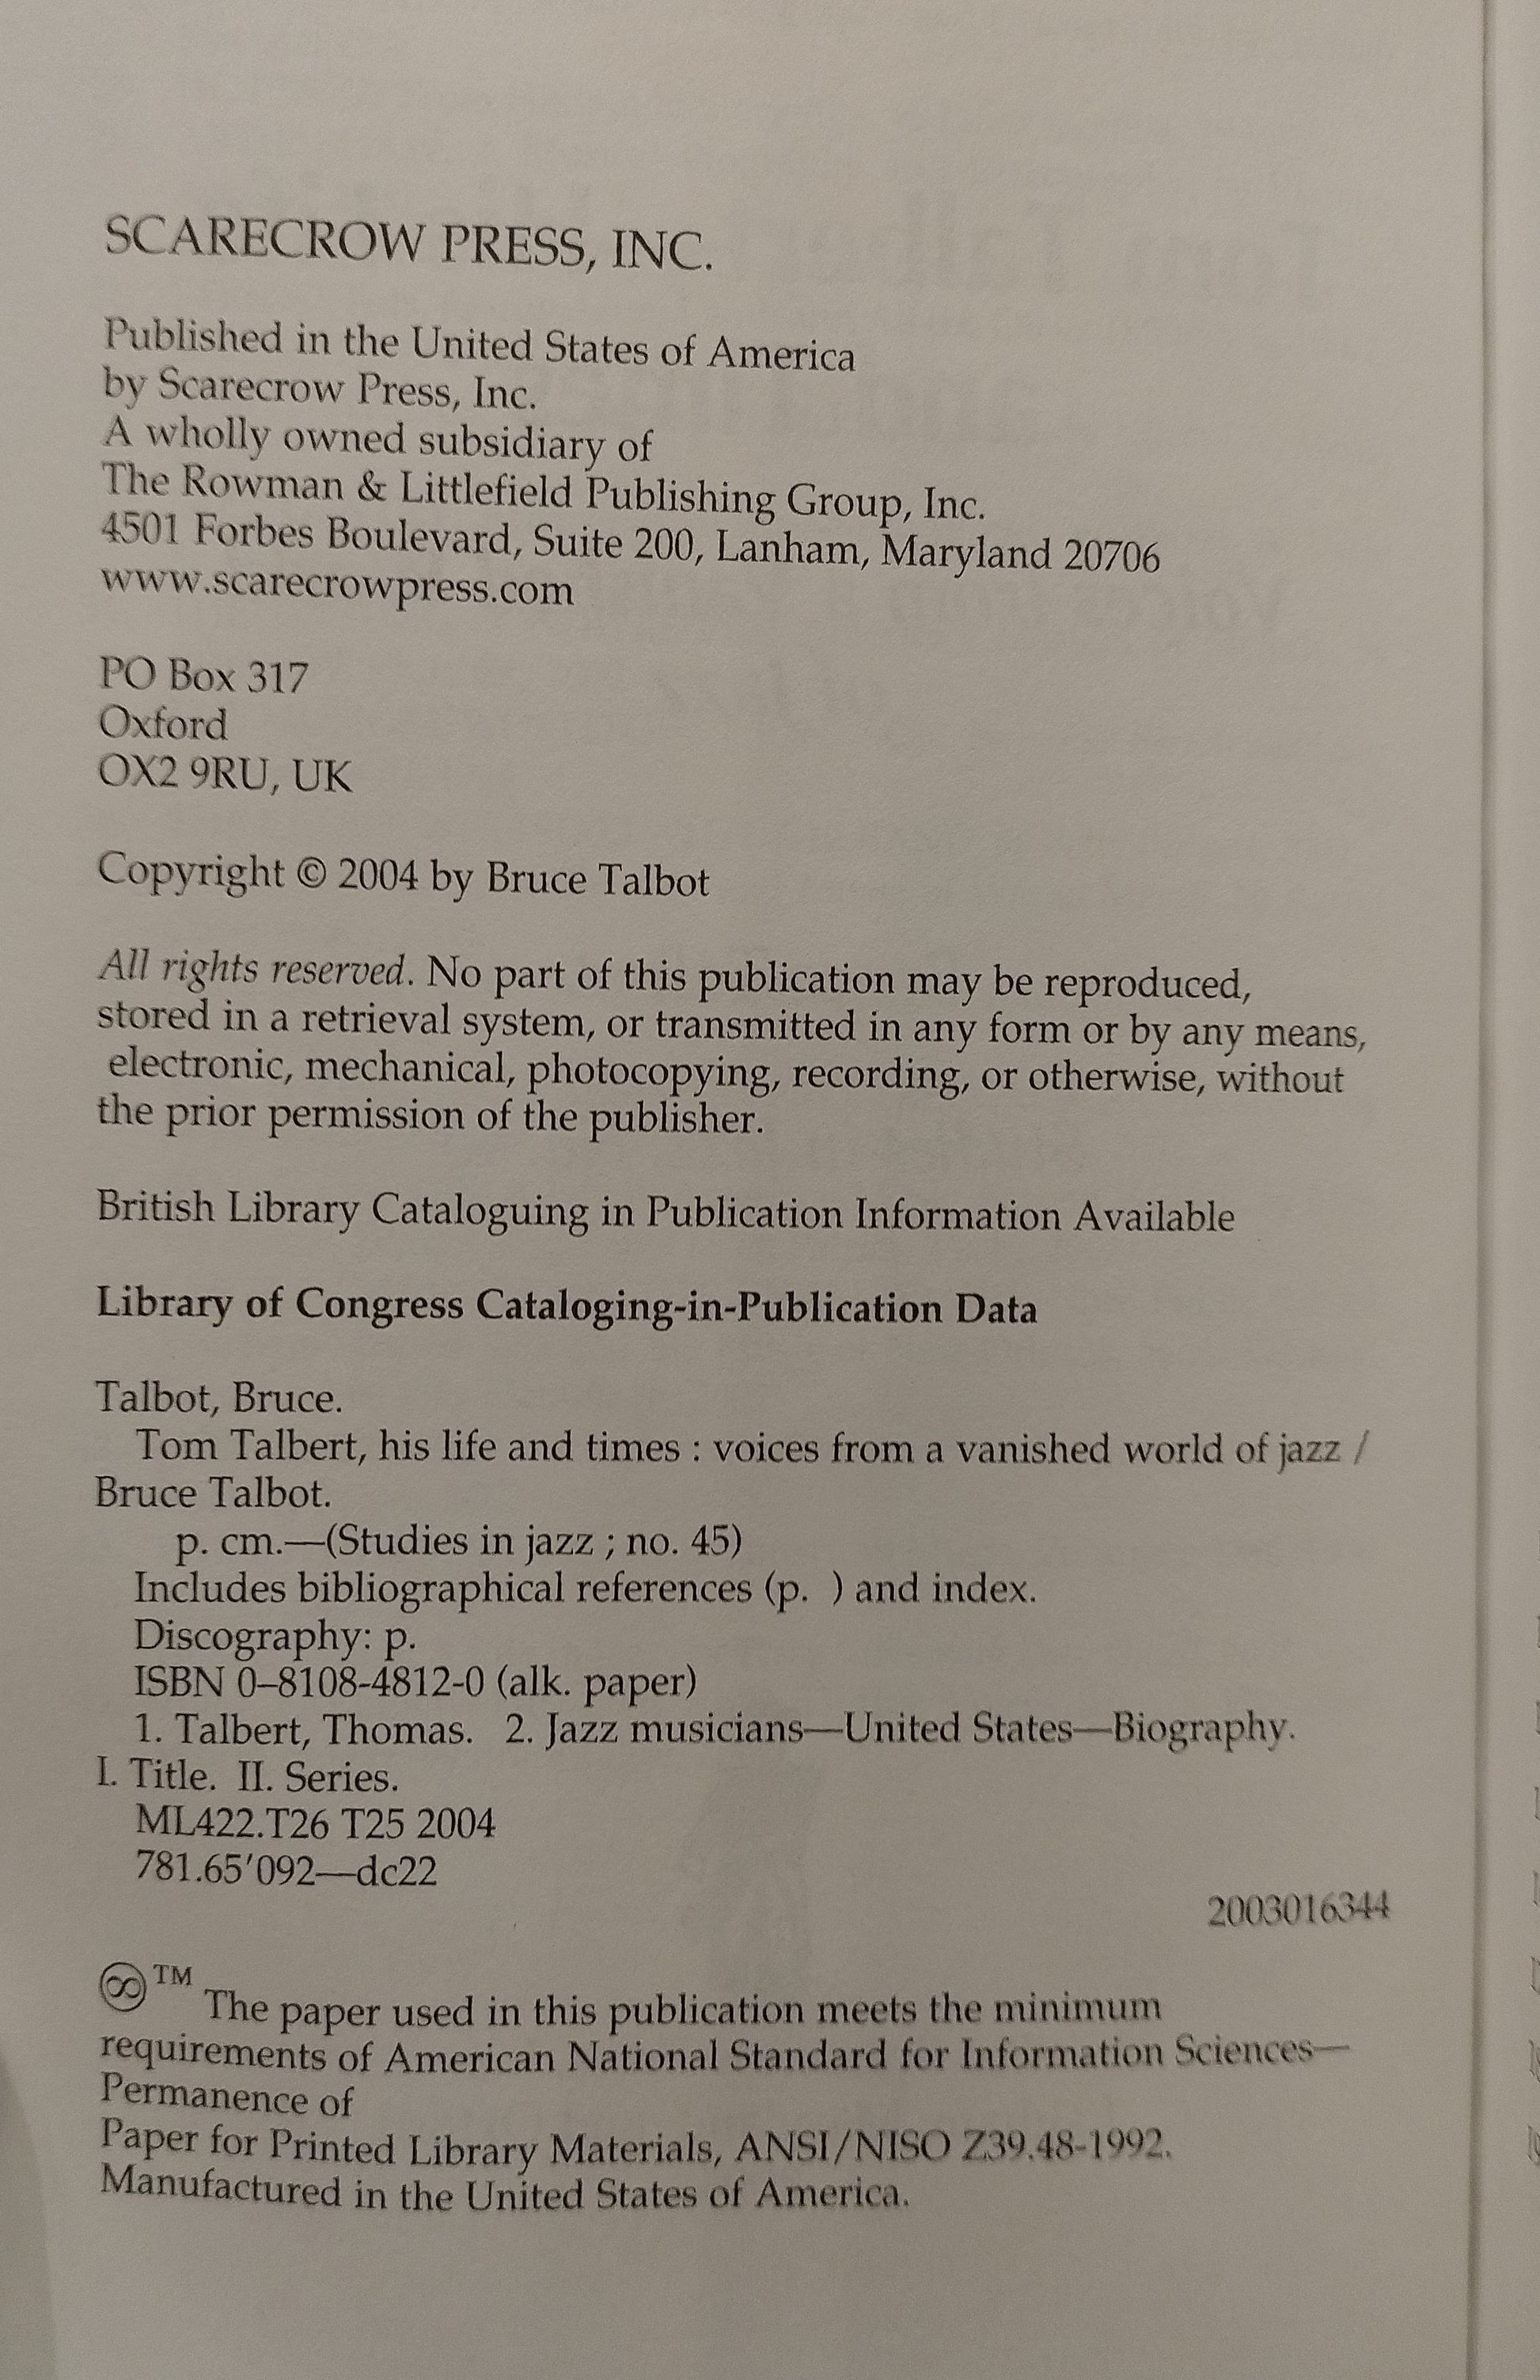 SCARECROW PRESS, INC.
Published in the United States of America
by Scarecrow Press, Inc.
A wholly owned subsidiary of
The Rowman & Littlefield Publishing Group, Inc.
4501 Forbes Boulevard, Suite 200, Lanham, Maryland 20706
www.scarecrowpress.com
PO Box 317
Oxford
OX2 9RU, UK
Copyright © 2004 by Bruce Talbot
All rights reserved. No part of this publication may be reproduced,
stored in a retrieval system, or transmitted in any form or by any means,
electronic, mechanical, photocopying, recording, or otherwise, without
the prior permission of the publisher.
British Library Cataloguing in Publication Information Available
Library of Congress Cataloging-in-Publication Data
Talbot, Bruce.
Tom Talbert, his life and times : voices from a vanished world of jazz /
Bruce Talbot.
p. cm.—(Studies in jazz ; no. 45)
Includes bibliographical references (p.  ) and index.
Discography: p.
ISBN 0–8108-4812-0 (alk. paper)
1. Talbert, Thomas.  2. Jazz musicians—United States—Biography.
I. Title.  II. Series.
ML422.T26 T25 2004
781.65′092—dc22
2003016344
♾™ The paper used in this publication meets the minimum
requirements of American National Standard for Information Sciences—
Permanence of
Paper for Printed Library Materials, ANSI/NISO Z39.48-1992.
Manufactured in the United States of America.